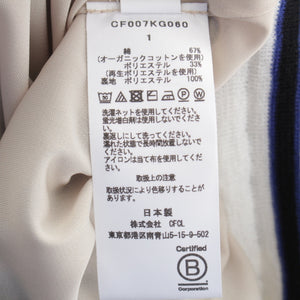 CF007KG060
1
綿 67%
(オーガニックコットンを使用)
ポリエステル 33%
(再生ポリエステルを使用)
裏地 ポリエステル 100%
洗濯ネットを使用してください。
蛍光増白剤は使用しないでください。
裏返しにして洗ってください。
濡れた状態で長時間放置しないでください。
アイロンは当て布を使用してください。
取扱上の注意
取扱状況により色移りすることがあります。
日本製
株式会社 CFCL
東京都港区南青山5-15-9-502
Certified
B
Corporation